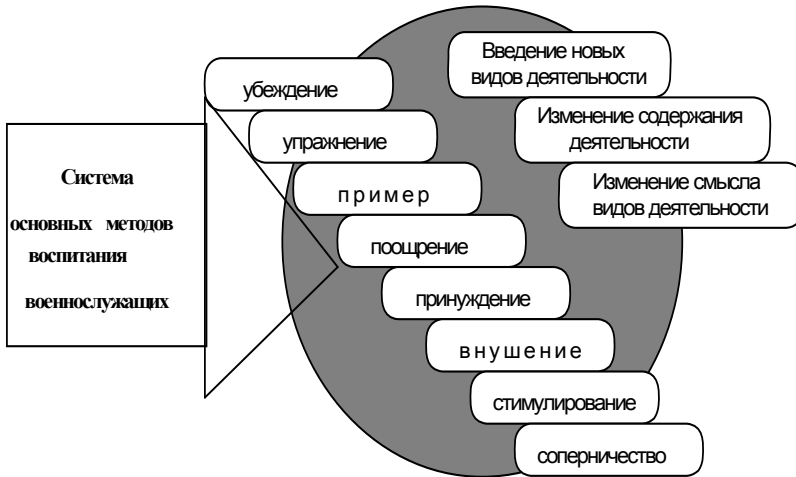 Система
основных методов
воспитания
военнослужащих
убеждение
упражнение
пример
поощрение
принуждение
внушение
стимулирование
соперничество
Введение новых
видов деятельности
Изменение содержания
деятельности
Изменение смысла
видов деятельности